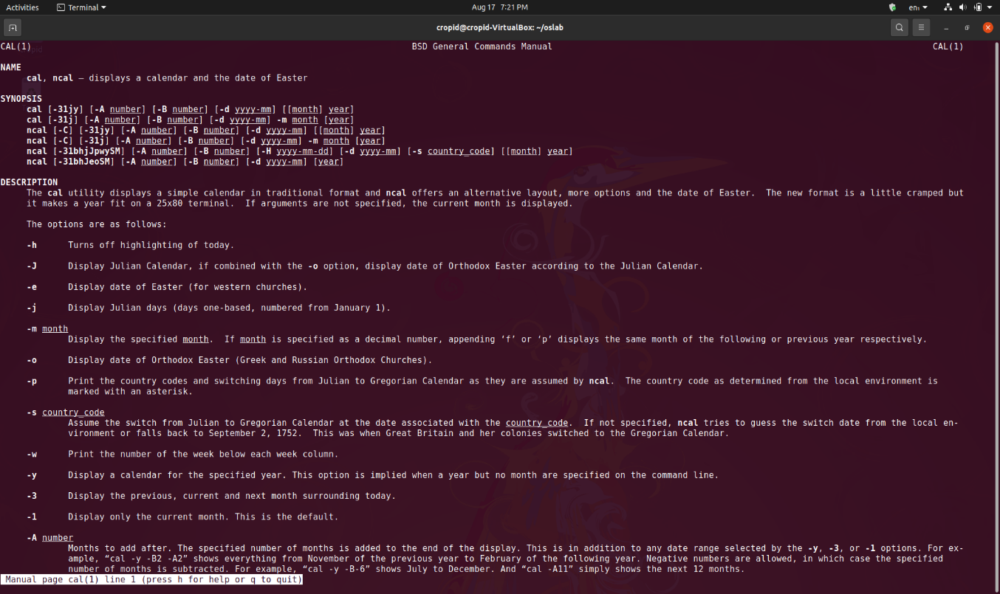 Activities Terminal Aug 17 7:21 PM en₁
cropid@cropid-VirtualBox: ~/oslab
CAL(1) BSD General Commands Manual CAL(1)
NAME
cal, ncal — displays a calendar and the date of Easter
SYNOPSIS
cal [-31jy] [-A number] [-B number] [-d yyyy-mm] [[month] year]
cal [-31j] [-A number] [-B number] [-d yyyy-mm] -m month [year]
ncal [-C] [-31jy] [-A number] [-B number] [-d yyyy-mm] [[month] year]
ncal [-C] [-31j] [-A number] [-B number] [-d yyyy-mm] -m month [year]
ncal [-31bhjJpwySM] [-A number] [-B number] [-H yyyy-mm-dd] [-d yyyy-mm] [-s country_code] [[month] year]
ncal [-31bhJeoSM] [-A number] [-B number] [-d yyyy-mm] [year]
DESCRIPTION
The cal utility displays a simple calendar in traditional format and ncal offers an alternative layout, more options and the date of Easter.  The new format is a little cramped but
it makes a year fit on a 25x80 terminal.  If arguments are not specified, the current month is displayed.
The options are as follows:
-h Turns off highlighting of today.
-J Display Julian Calendar, if combined with the -o option, display date of Orthodox Easter according to the Julian Calendar.
-e Display date of Easter (for western churches).
-j Display Julian days (days one-based, numbered from January 1).
-m month
Display the specified month.  If month is specified as a decimal number, appending ‘f’ or ‘p’ displays the same month of the following or previous year respectively.
-o Display date of Orthodox Easter (Greek and Russian Orthodox Churches).
-p Print the country codes and switching days from Julian to Gregorian Calendar as they are assumed by ncal.  The country code as determined from the local environment is
marked with an asterisk.
-s country_code
Assume the switch from Julian to Gregorian Calendar at the date associated with the country_code.  If not specified, ncal tries to guess the switch date from the local en-
vironment or falls back to September 2, 1752.  This was when Great Britain and her colonies switched to the Gregorian Calendar.
-w Print the number of the week below each week column.
-y Display a calendar for the specified year. This option is implied when a year but no month are specified on the command line.
-3 Display the previous, current and next month surrounding today.
-1 Display only the current month. This is the default.
-A number
Months to add after. The specified number of months is added to the end of the display. This is in addition to any date range selected by the -y, -3, or -1 options. For ex-
ample, “cal -y -B2 -A2” shows everything from November of the previous year to February of the following year. Negative numbers are allowed, in which case the specified
number of months is subtracted. For example, “cal -y -B-6” shows July to December. And “cal -A11” simply shows the next 12 months.
Manual page cal(1) line 1 (press h for help or q to quit)